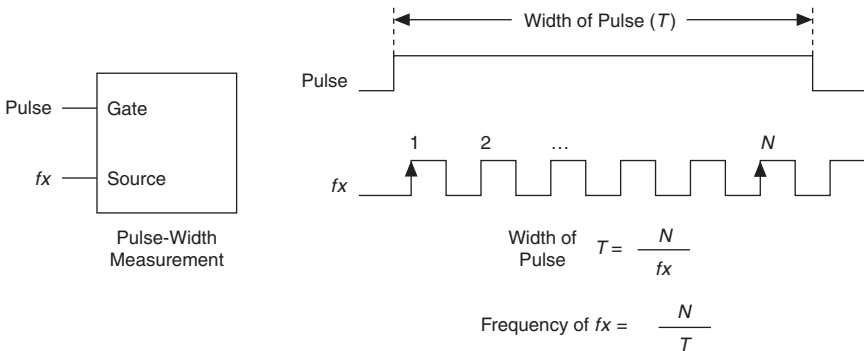 Width of Pulse (T)
Pulse
Pulse
Gate
1
2
...
N
fx
Source
fx
Pulse-Width
Measurement
Width of
Pulse
T =
N
fx
Frequency of fx =
N
T